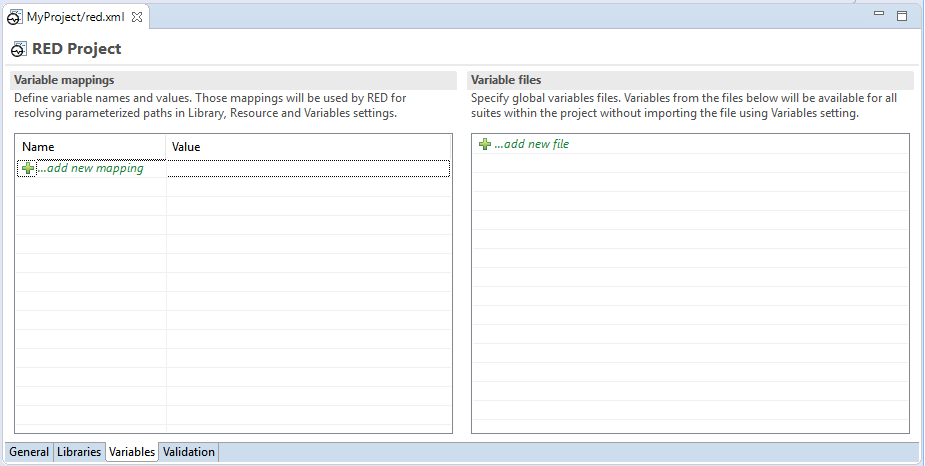 MyProject/red.xml
RED Project
Variable mappings
Define variable names and values. Those mappings will be used by RED for
resolving parameterized paths in Library, Resource and Variables settings.
Name Value
...add new mapping
Variable files
Specify global variables files. Variables from the files below will be available for all
suites within the project without importing the file using Variables setting.
...add new file
General Libraries Variables Validation